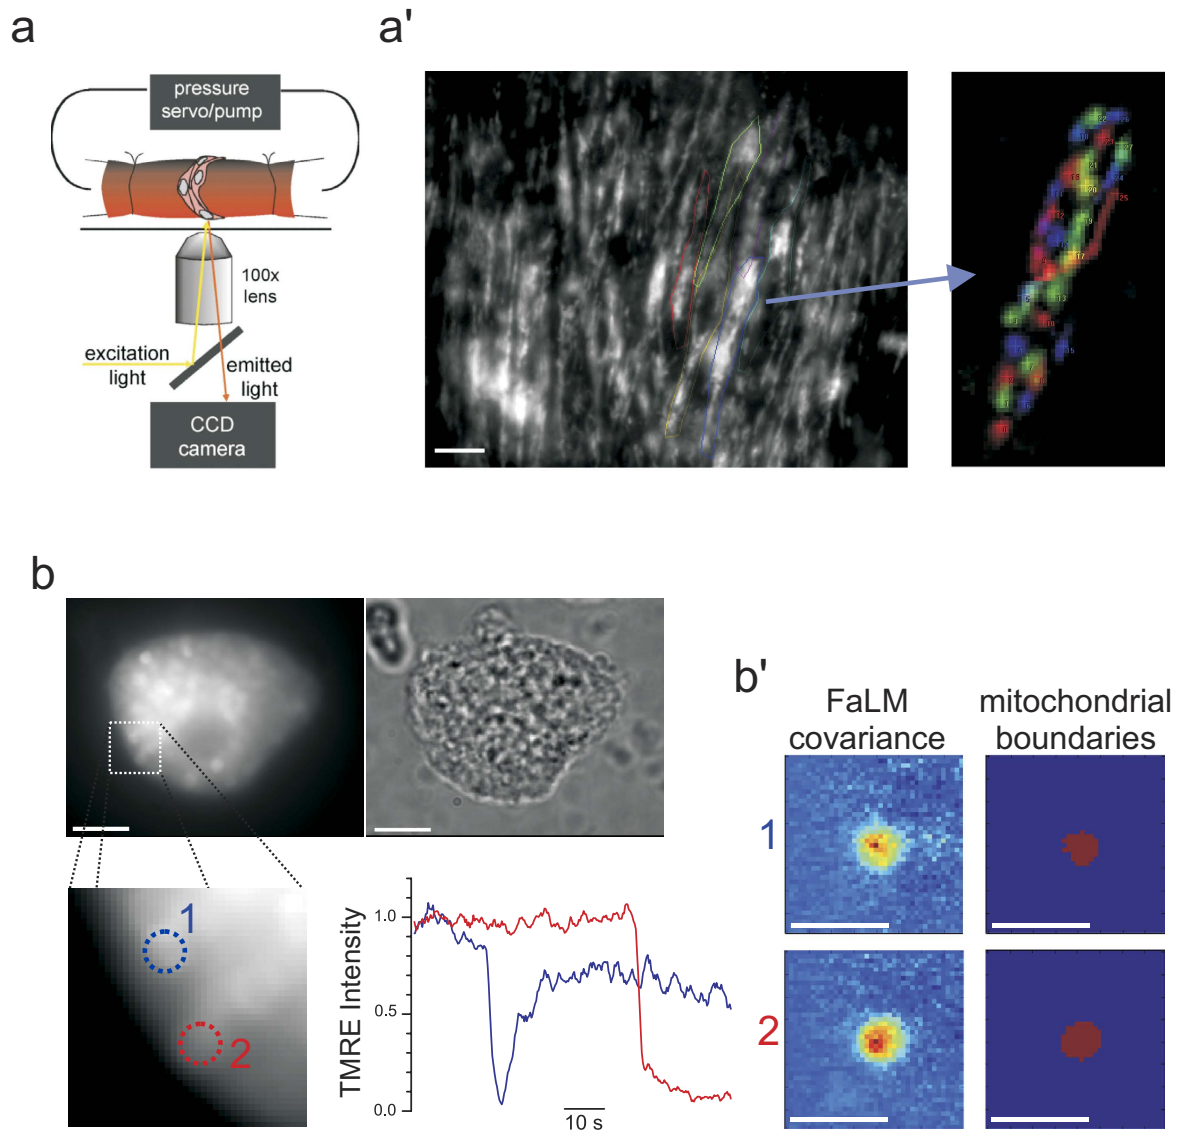 a
a'
pressure
servo/pump
100x
lens
excitation
light
emitted
light
CCD
camera
b
b'
FaLM
covariance
mitochondrial
boundaries
1
2
1
2
TMRE Intensity
1.0
0.5
0.0
10 s